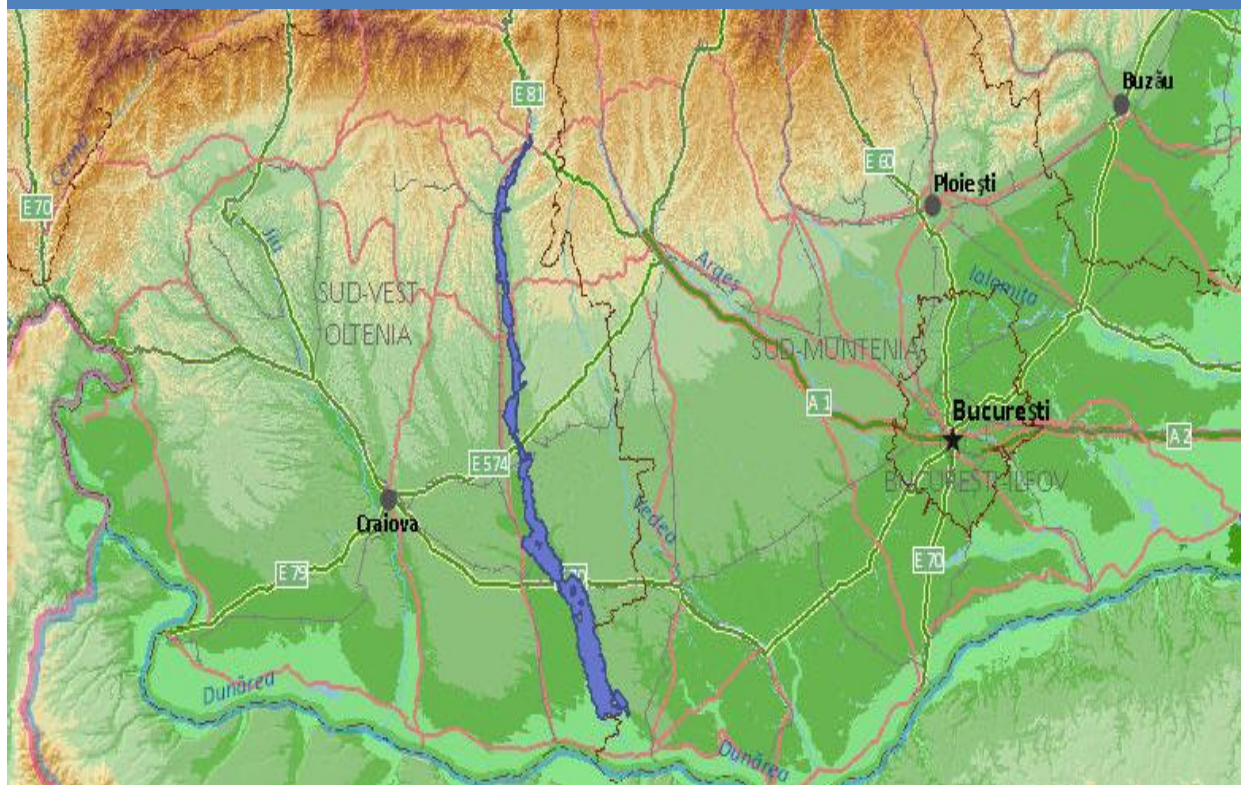 Buzău
E 81
Cerna
E 60
Ploiești
E 70
Jiu
Argeș
Ialomița
SUD-VEST
OLTENIA
SUD-MUNTENIA
A 1
București
A 2
E 574
BUCUREȘTI-ILFOV
Craiova
Vedea
E 79
E 70
Dunărea
Dunărea